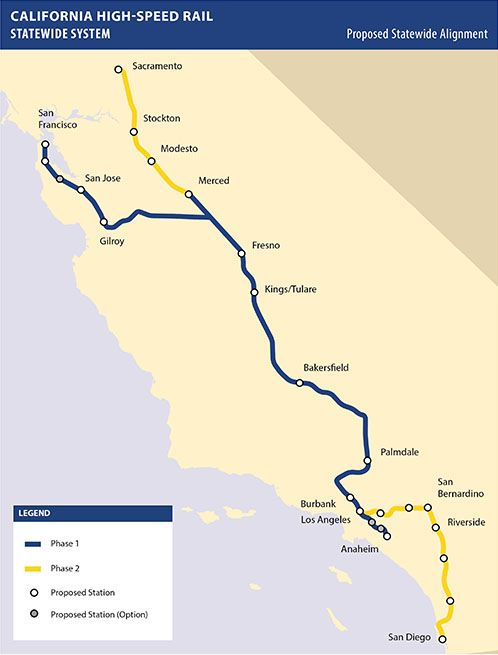 CALIFORNIA HIGH-SPEED RAIL
STATEWIDE SYSTEM
Proposed Statewide Alignment
Sacramento
San
Francisco
Stockton
Modesto
San Jose
Merced
Gilroy
Fresno
Kings/Tulare
Bakersfield
Palmdale
San
Bernardino
Burbank
Los Angeles
Riverside
Anaheim
San Diego
LEGEND
Phase 1
Phase 2
Proposed Station
Proposed Station (Option)